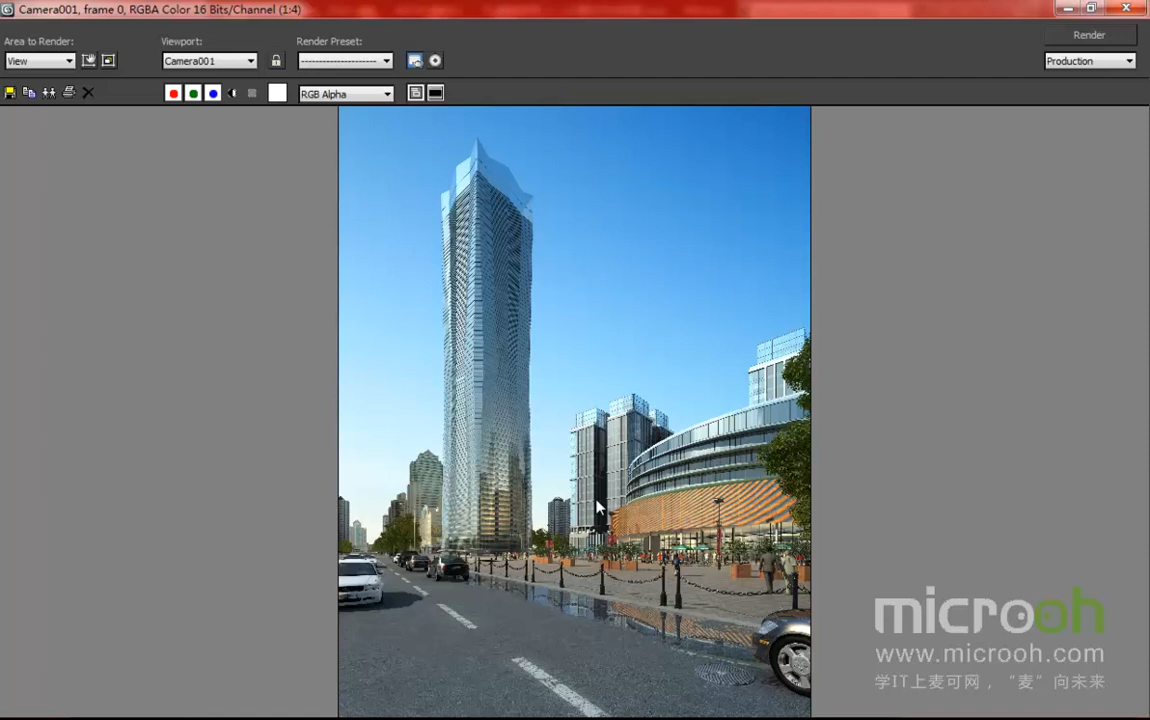 Camera001, frame 0, RGBA Color 16 Bits/Channel (1:4)
Area to Render:
Viewport:
Render Preset:
Render
View
Camera001
-----------------------
Production
RGB Alpha
microoh
www.microoh.com
学IT上麦可网，“麦”向未来